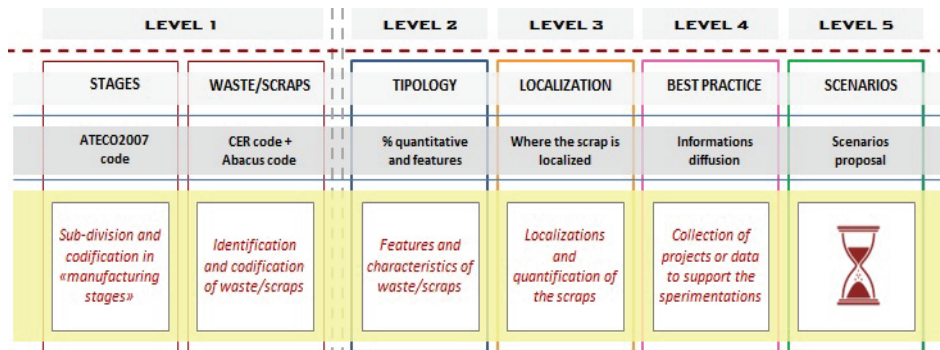 LEVEL 1
LEVEL 2
LEVEL 3
LEVEL 4
LEVEL 5
STAGES
WASTE/SCRAPS
TIPOLOGY
LOCALIZATION
BEST PRACTICE
SCENARIOS
ATECO2007
code
CER code +
Abacus code
% quantitative
and features
Where the scrap is
localized
Informations
diffusion
Scenarios
proposal
Sub-division and
codification in
«manufacturing
stages»
Identification
and codification
of waste/scraps
Features and
characteristics of
waste/scraps
Localizations
and
quantification of
the scraps
Collection of
projects or data
to support the
sperimentations